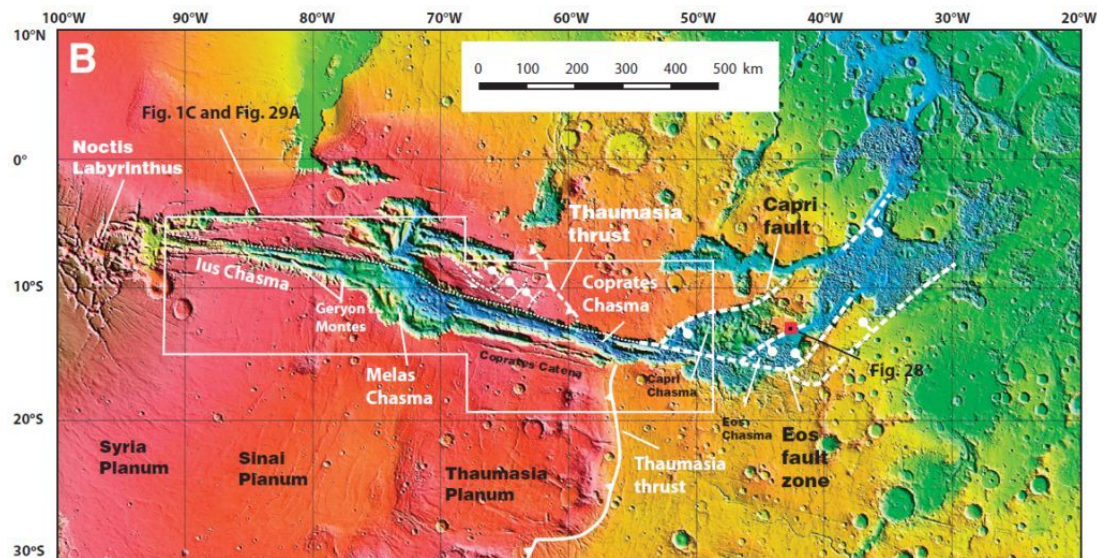 100°W 90°W 80°W 70°W 60°W 50°W 40°W 30°W 20°W
10°N
B
0 100 200 300 400 500 km
Fig. 1C and Fig. 29A
Noctis
Labyrinthus
0°
Thaumasia
thrust
Capri
fault
Ius Chasma
Coprates
Chasma
10°S
Geryon
Montes
Melas
Chasma
Coprates Catena
Capri
Chasma
Fig. 28
Eos
Chasma
20°S
Syria
Planum
Sinai
Planum
Thaumasia
Planum
Thaumasia
thrust
Eos
fault
zone
30°S